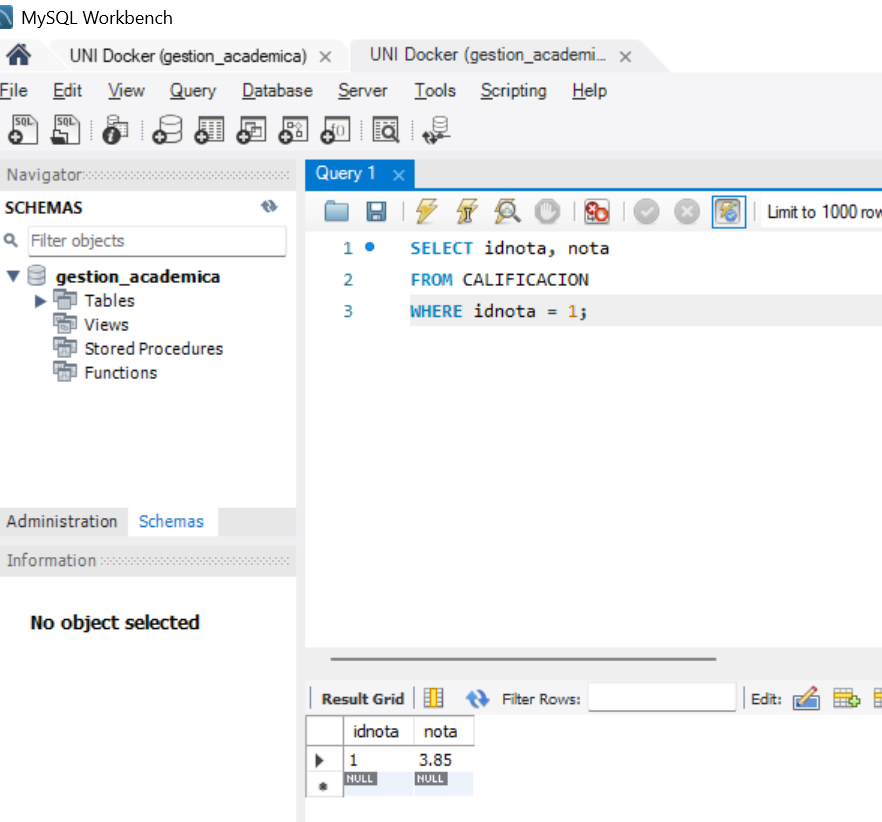 MySQL Workbench
UNI Docker (gestion_academica) ×
UNI Docker (gestion_academi... ×
File Edit View Query Database Server Tools Scripting Help
Navigator
SCHEMAS
Filter objects
gestion_academica
Tables
Views
Stored Procedures
Functions
Administration Schemas
Information
No object selected
Query 1 ×
Limit to 1000 row
1 SELECT idnota, nota
2 FROM CALIFICACION
3 WHERE idnota = 1;
Result Grid Filter Rows: Edit:
idnota nota
1 3.85
NULL NULL